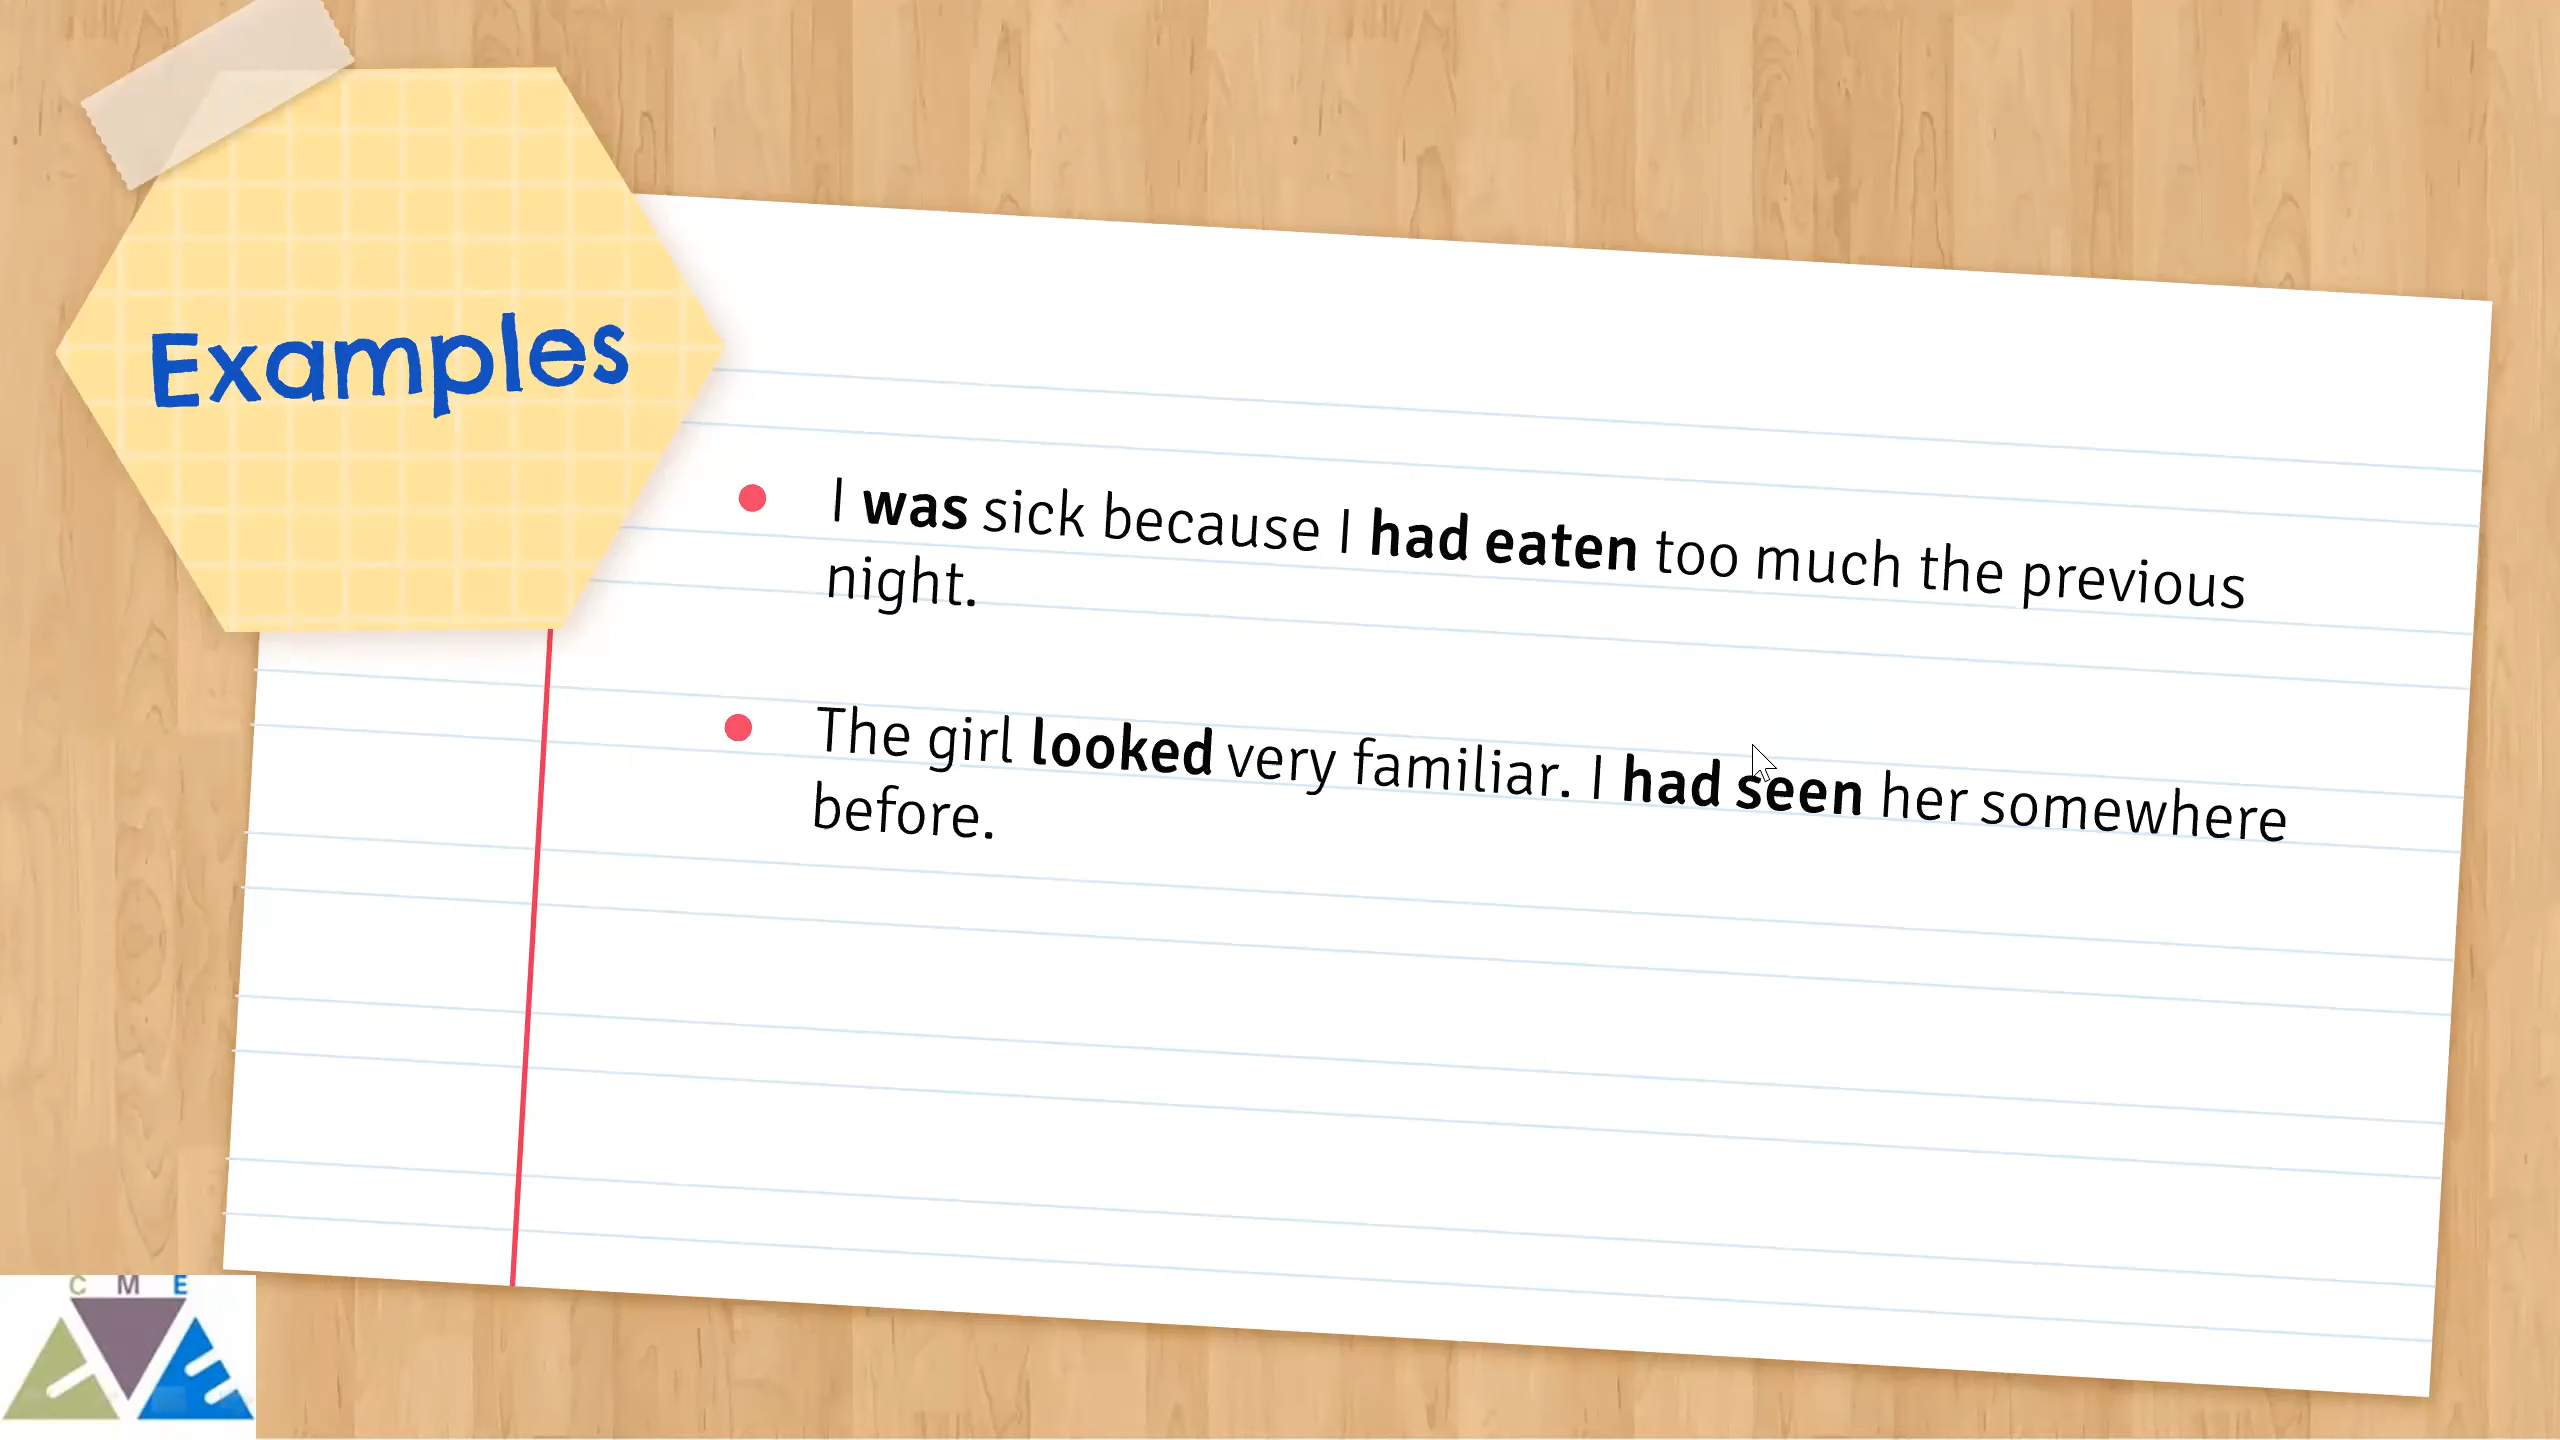 Examples
I was sick because I had eaten too much the previous
night.
The girl looked very familiar. I had seen her somewhere
before.
C M E